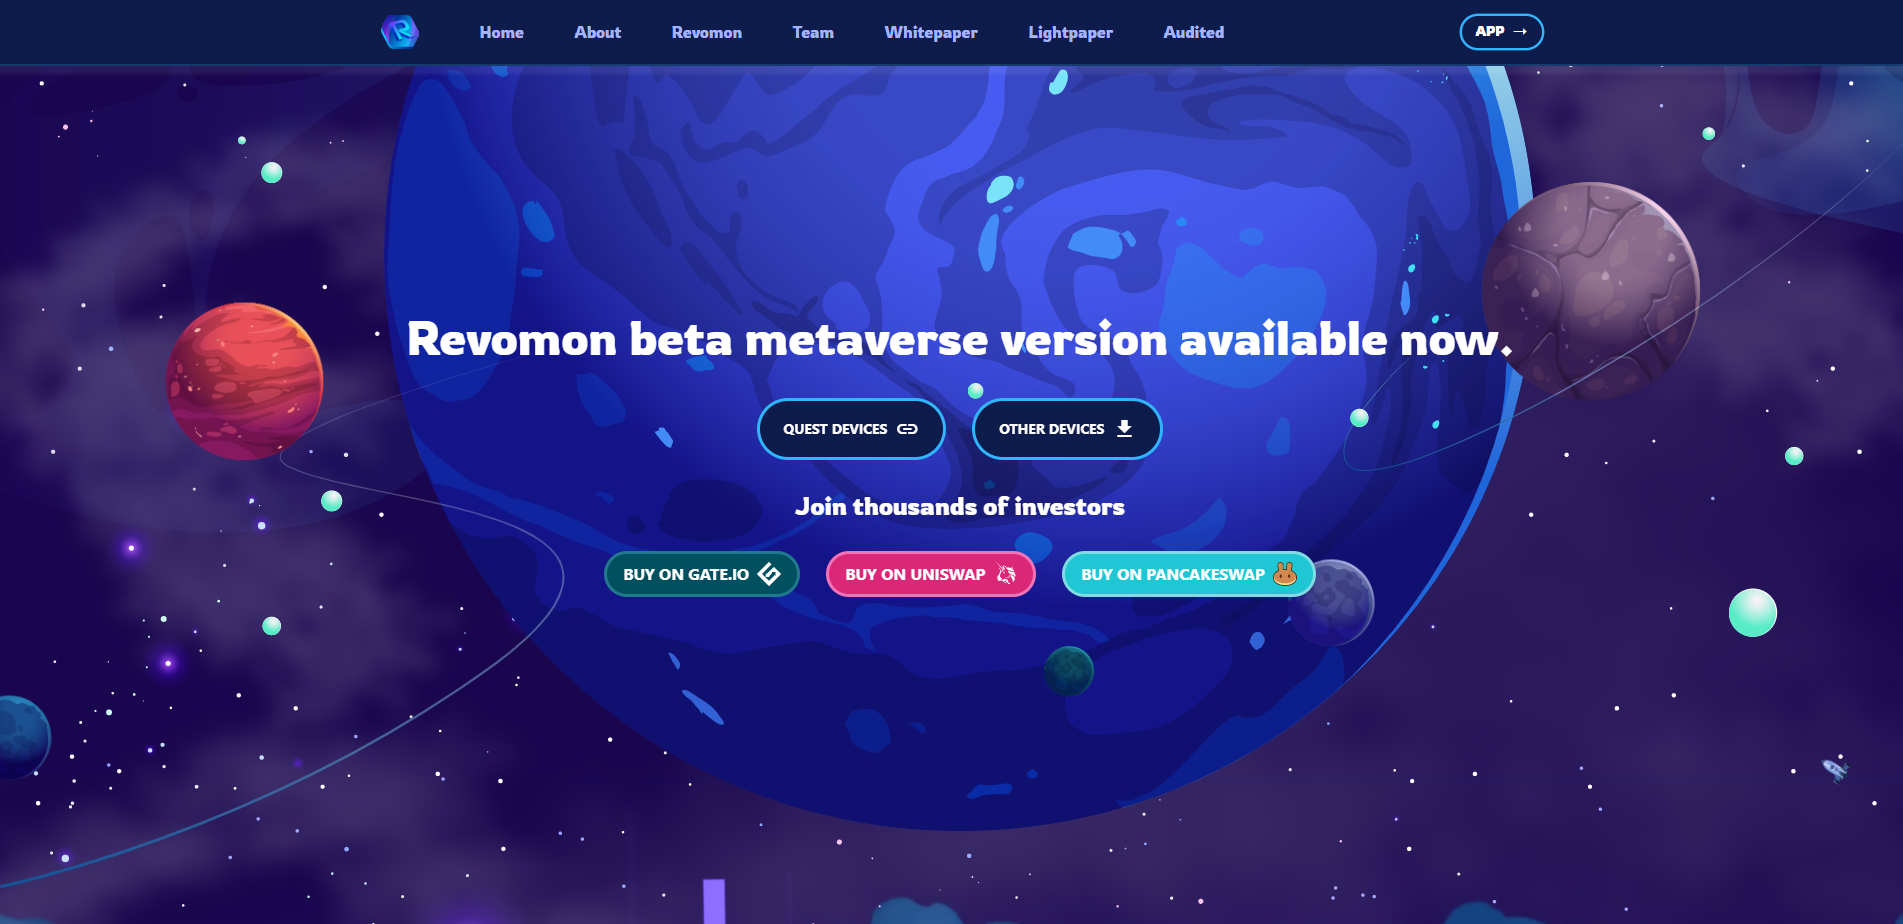 Home About Revomon Team Whitepaper Lightpaper Audited APP →
Revomon beta metaverse version available now.
QUEST DEVICES OTHER DEVICES
Join thousands of investors
BUY ON GATE.IO BUY ON UNISWAP BUY ON PANCAKESWAP